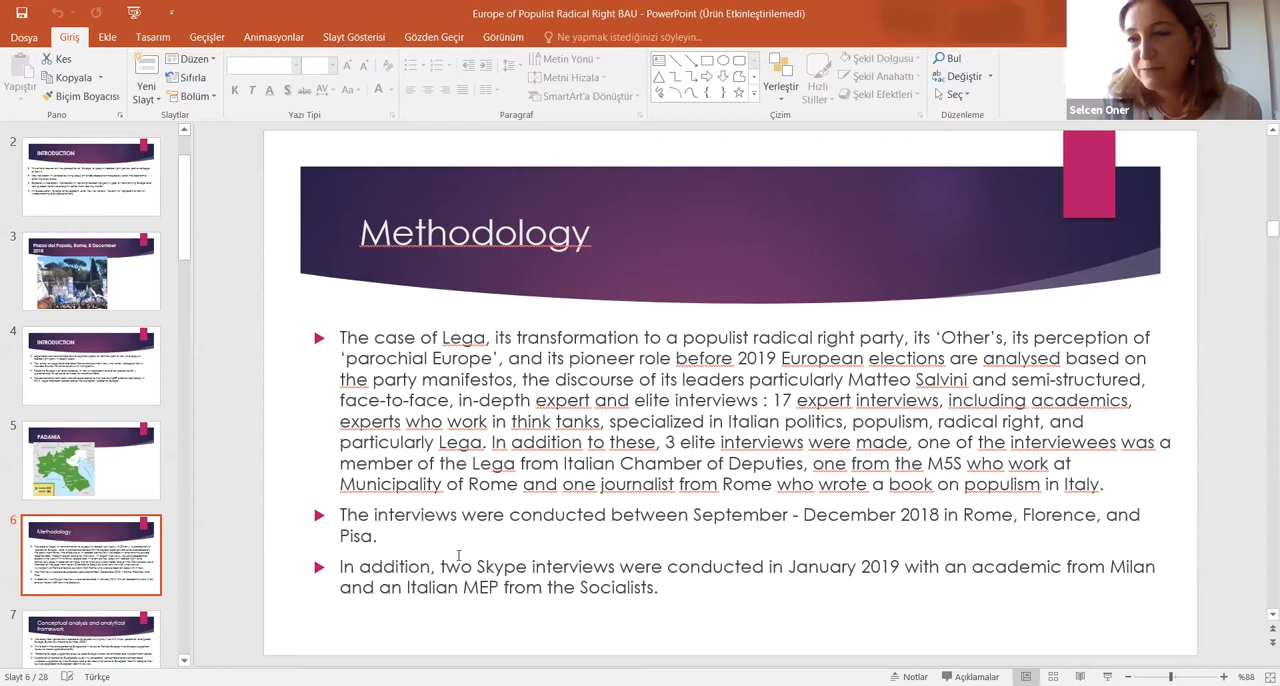 Europe of Populist Radical Right BAU - PowerPoint (Ürün Etkinleştirilemedi)
Dosya Giriş Ekle Tasarım Geçişler Animasyonlar Slayt Gösterisi Gözden Geçir Görünüm Ne yapmak istediğinizi söyleyin...
Yapıştır
Kes
Kopyala
Biçim Boyacısı
Pano
Yeni
Slayt
Düzen
Sıfırla
Bölüm
Slaytlar
K T A S abc AV Aa A
Yazı Tipi
Metin Yönü
Metni Hizala
SmartArt'a Dönüştür
Paragraf
Yerleştir
Hızlı
Stiller
Şekil Dolgusu
Şekil Anahattı
Şekil Efektleri
Çizim
Bul
Değiştir
Seç
Düzenleme
Selcen Oner
2
INTRODUCTION
3
Piazza del Popolo, Rome, 8 December
2018
4
INTRODUCTION
5
PADANIA
6
Methodology
7
Conceptual analysis and analytical
framework
Methodology
The case of Lega, its transformation to a populist radical right party, its ‘Other’s, its perception of
‘parochial Europe’, and its pioneer role before 2019 European elections are analysed based on
the party manifestos, the discourse of its leaders particularly Matteo Salvini and semi-structured,
face-to-face, in-depth expert and elite interviews : 17 expert interviews, including academics,
experts who work in think tanks, specialized in Italian politics, populism, radical right, and
particularly Lega. In addition to these, 3 elite interviews were made, one of the interviewees was a
member of the Lega from Italian Chamber of Deputies, one from the M5S who work at
Municipality of Rome and one journalist from Rome who wrote a book on populism in Italy.
The interviews were conducted between September - December 2018 in Rome, Florence, and
Pisa.
In addition, two Skype interviews were conducted in January 2019 with an academic from Milan
and an Italian MEP from the Socialists.
Slayt 6 / 28 Türkçe Notlar Açıklamalar %88